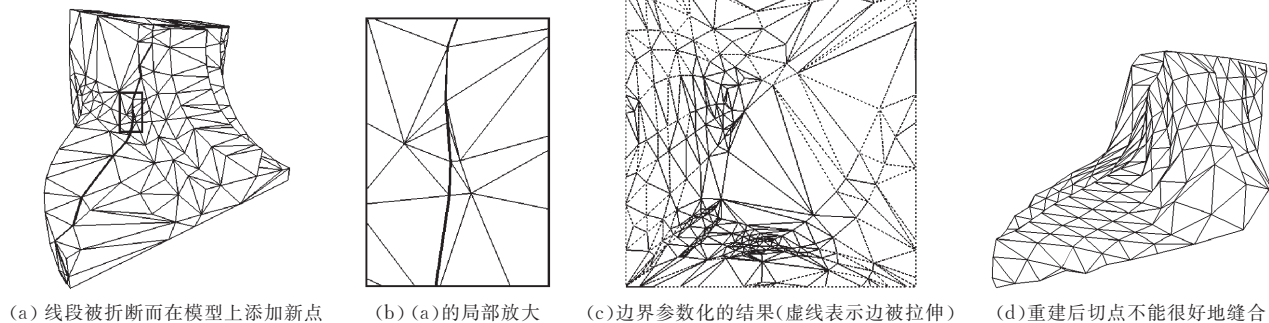 (a) 线段被折断而在模型上添加新点
(b) (a)的局部放大
(c)边界参数化的结果(虚线表示边被拉伸)
(d)重建后切点不能很好地缝合